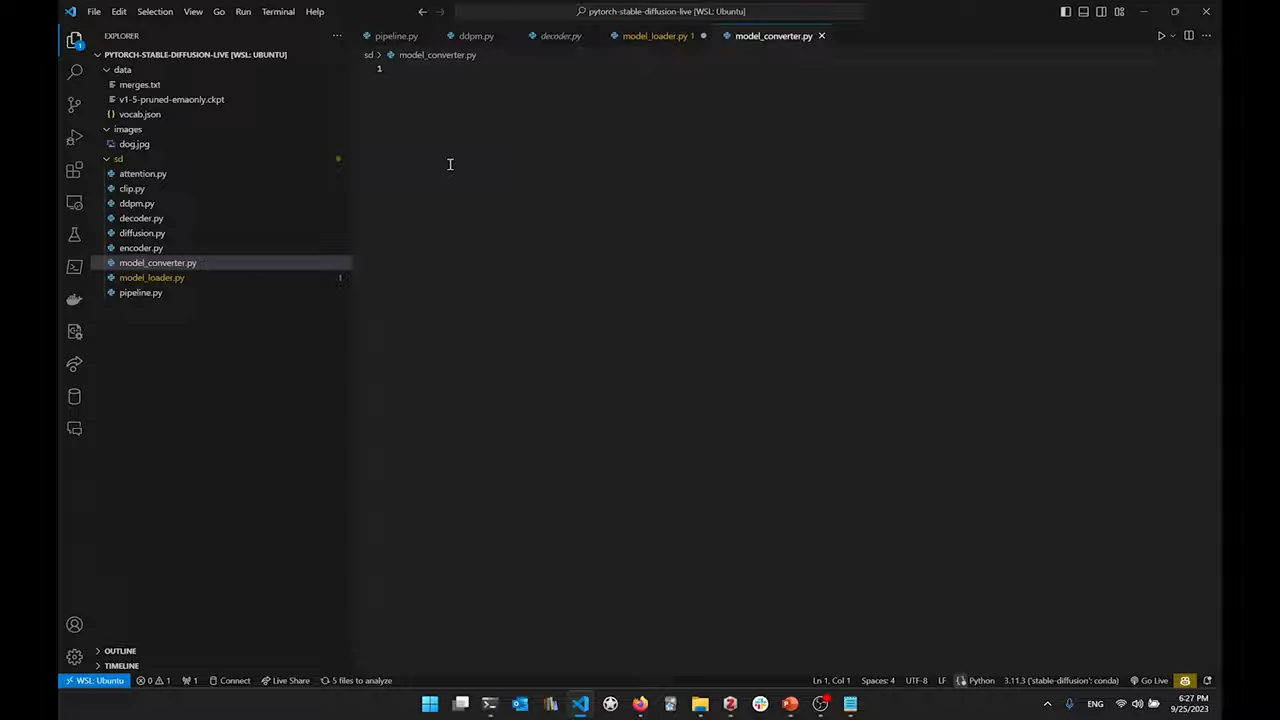 File Edit Selection View Go Run Terminal Help
pytorch-stable-diffusion-live [WSL: Ubuntu]
EXPLORER
pipeline.py ddpm.py decoder.py model_loader.py 1 model_converter.py
PYTORCH-STABLE-DIFFUSION-LIVE [WSL: UBUNTU]
sd > model_converter.py
1
data
merges.txt
v1-5-pruned-emaonly.ckpt
{} vocab.json
images
dog.jpg
sd
attention.py
clip.py
ddpm.py
decoder.py
diffusion.py
encoder.py
model_converter.py
model_loader.py 1
pipeline.py
1
OUTLINE
TIMELINE
WSL: Ubuntu 0 1 1 Connect Live Share 5 files to analyze Ln 1, Col 1 Spaces: 4 UTF-8 LF Python 3.11.3 ('stable-diffusion': conda) Go Live
ENG
6:27 PM
9/25/2023